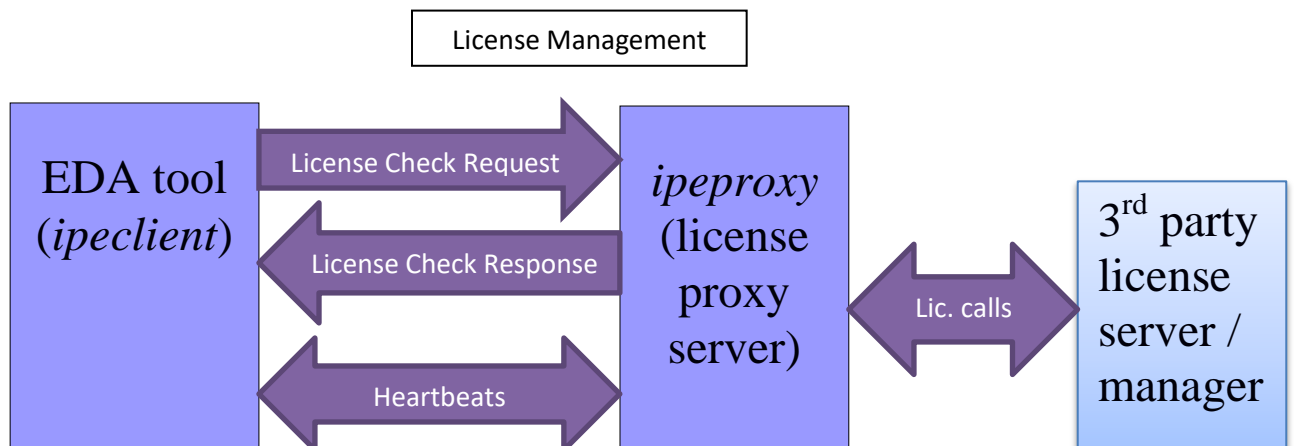 License Management
EDA tool
(ipeclient)
License Check Request
License Check Response
Heartbeats
ipeproxy
(license
proxy
server)
Lic. calls
3rd party
license
server /
manager